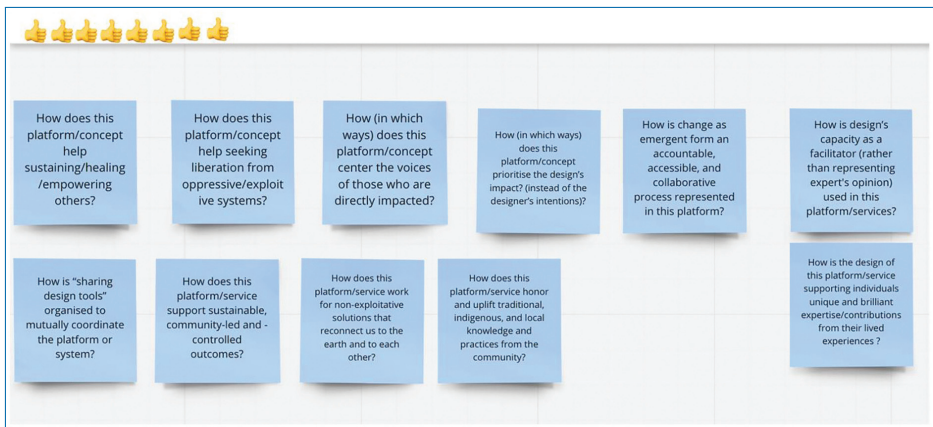 How does this
platform/concept
help
sustaining/healing
/empowering
others?
How does this
platform/concept
help seeking
liberation from
oppressive/exploit
ive systems?
How (in which
ways) does this
platform/concept
center the voices
of those who are
directly impacted?
How (in which ways)
does this
platform/concept
prioritise the design's
impact? (instead of the
designer's intentions)?
How is change as
emergent form an
accountable,
accessible, and
collaborative
process represented
in this platform?
How is design's
capacity as a
facilitator (rather
than representing
expert's opinion)
used in this
platform/services?
How is “sharing
design tools”
organised to
mutually coordinate
the platform or
system?
How does this
platform/service
support sustainable,
community-led and -
controlled
outcomes?
How does this
platform/service work
for non-exploitative
solutions that
reconnect us to the
earth and to each
other?
How does this
platform/service honor
and uplift traditional,
indigenous, and local
knowledge and
practices from the
community?
How is the design of
this platform/service
supporting individuals
unique and brilliant
expertise/contributions
from their lived
experiences ?